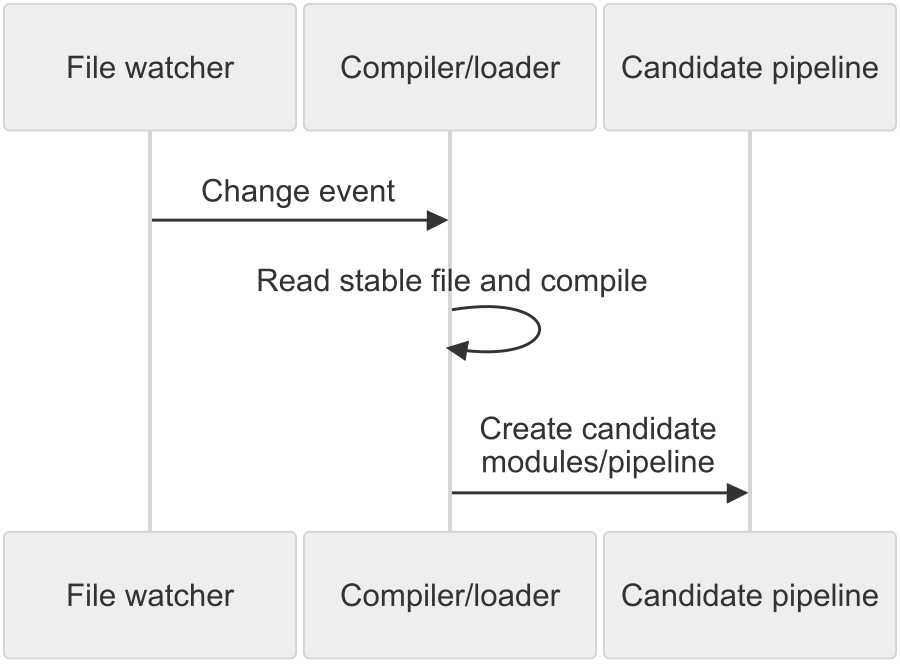 File watcher
Compiler/loader
Candidate pipeline
Change event
Read stable file and compile
Create candidate
modules/pipeline
File watcher
Compiler/loader
Candidate pipeline